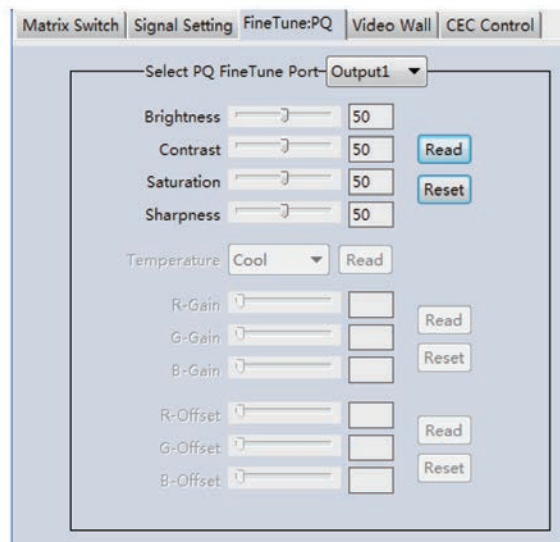 Matrix Switch Signal Setting FineTune:PQ Video Wall CEC Control
Select PQ FineTune Port Output1
Brightness 50
Contrast 50 Read
Saturation 50 Reset
Sharpness 50
Temperature Cool Read
R-Gain
G-Gain Read
B-Gain Reset
R-Offset
G-Offset Read
B-Offset Reset